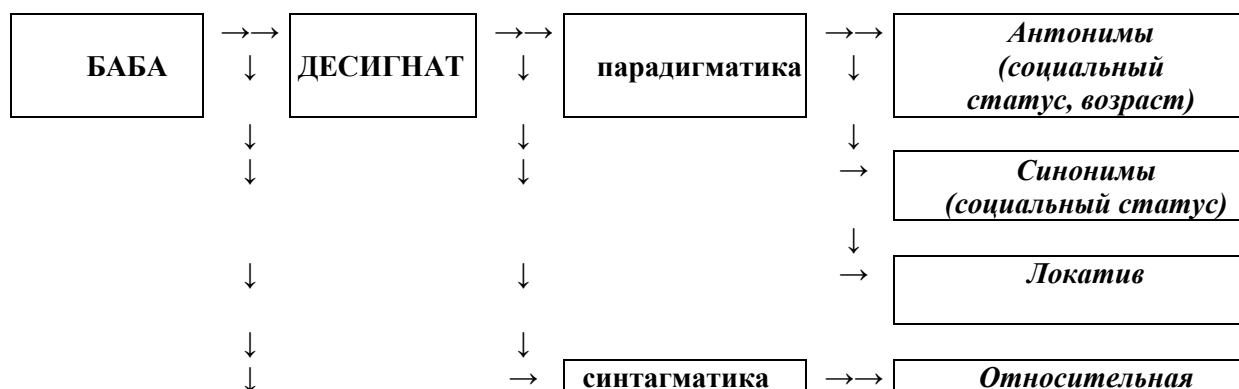 БАБА →→ ДЕСИГНАТ →→ парадигматика →→ Антонимы
↓ ↓ ↓ (социальный
статус, возраст)
↓ ↓ ↓
↓ ↓ → Синонимы
(социальный статус)
↓
↓ ↓ → Локатив
↓ ↓
↓ → синтагматика →→ Относительная